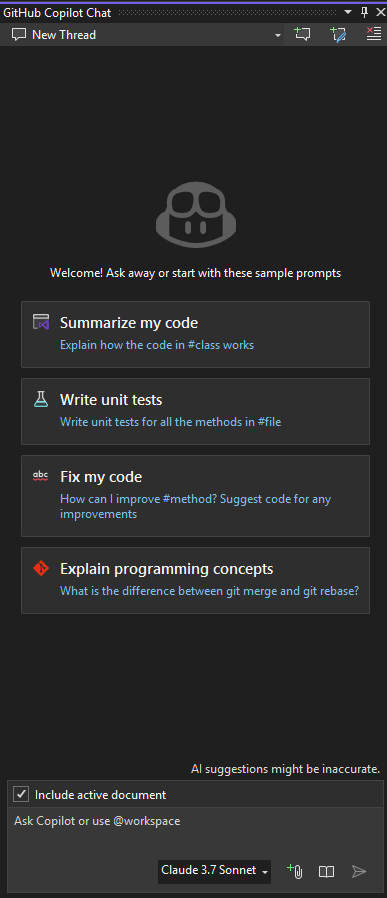 GitHub Copilot Chat
New Thread
Welcome! Ask away or start with these sample prompts
Summarize my code
Explain how the code in #class works
Write unit tests
Write unit tests for all the methods in #file
abc
Fix my code
How can I improve #method? Suggest code for any
improvements
Explain programming concepts
What is the difference between git merge and git rebase?
AI suggestions might be inaccurate.
Include active document
Ask Copilot or use @workspace
Claude 3.7 Sonnet